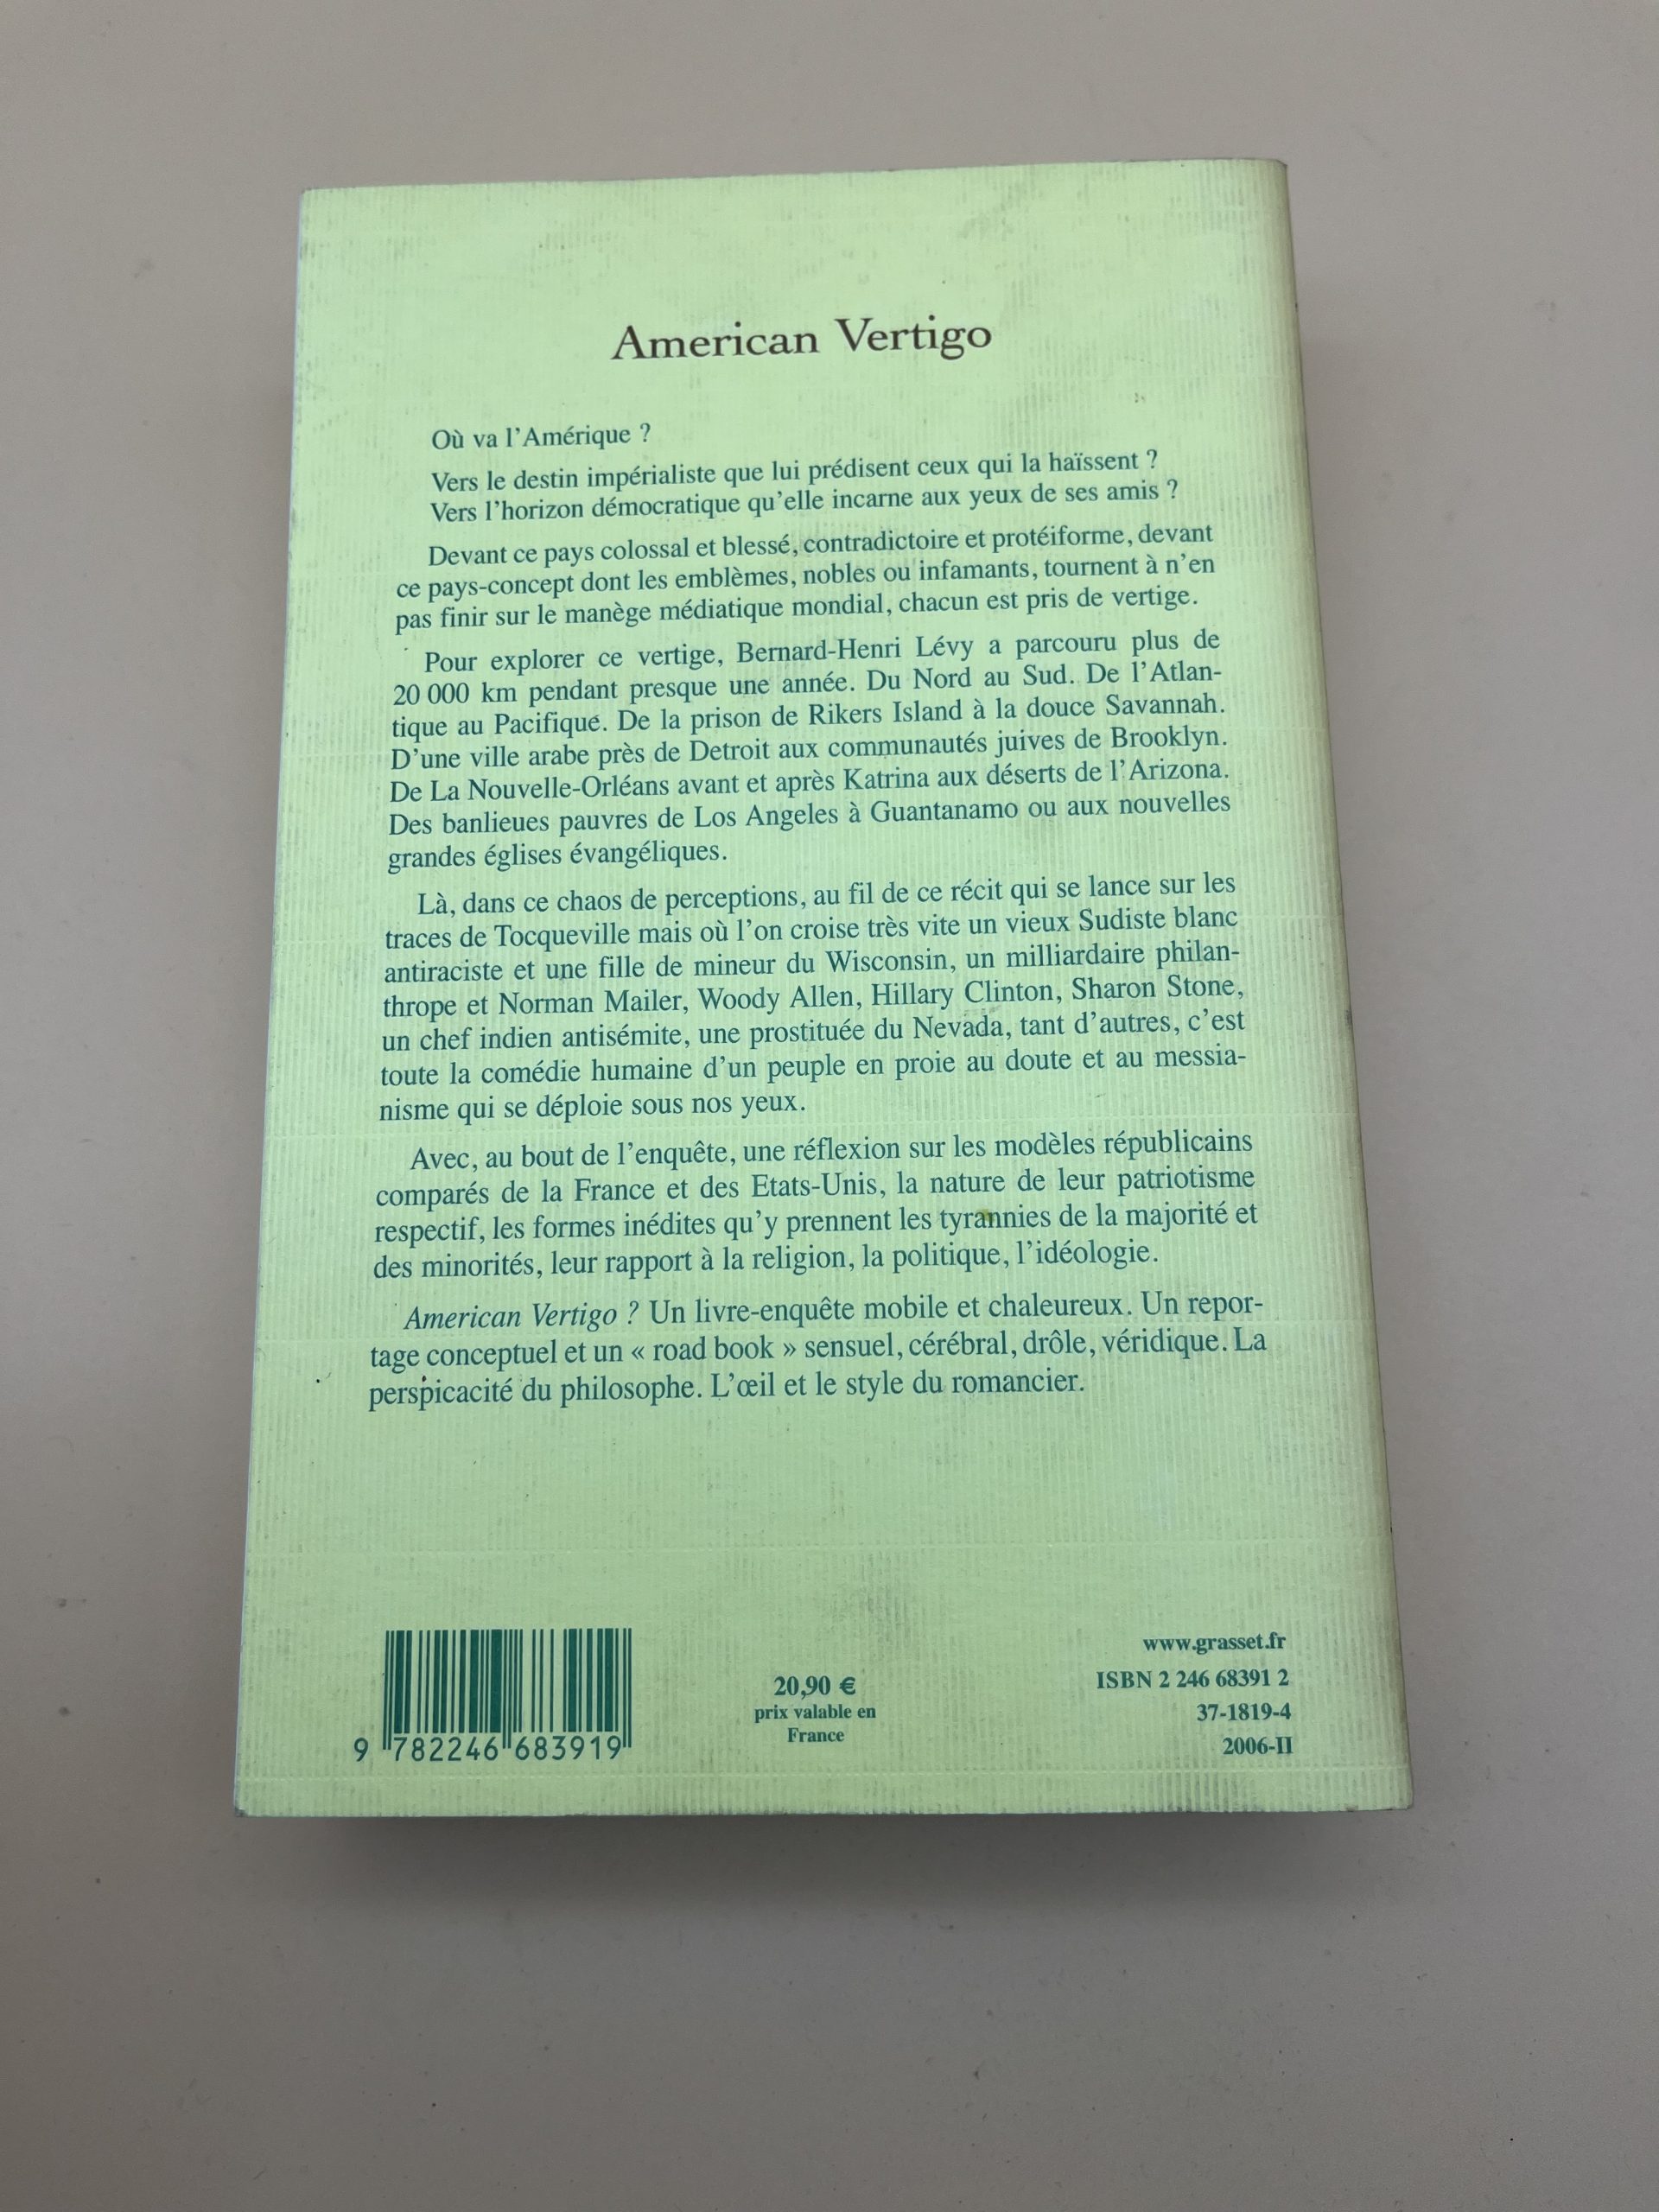 American Vertigo
Où va l'Amérique ?
Vers le destin impérialiste que lui prédisent ceux qui la haïssent ?
Vers l'horizon démocratique qu'elle incarne aux yeux de ses amis ?
Devant ce pays colossal et blessé, contradictoire et protéiforme, devant
ce pays-concept dont les emblèmes, nobles ou infamants, tournent à n'en
pas finir sur le manège médiatique mondial, chacun est pris de vertige.
Pour explorer ce vertige, Bernard-Henri Lévy a parcouru plus de
20 000 km pendant presque une année. Du Nord au Sud. De l'Atlan-
tique au Pacifique. De la prison de Rikers Island à la douce Savannah.
D'une ville arabe près de Detroit aux communautés juives de Brooklyn.
De La Nouvelle-Orléans avant et après Katrina aux déserts de l'Arizona.
Des banlieues pauvres de Los Angeles à Guantanamo ou aux nouvelles
grandes églises évangéliques.
Là, dans ce chaos de perceptions, au fil de ce récit qui se lance sur les
traces de Tocqueville mais où l'on croise très vite un vieux Sudiste blanc
antiraciste et une fille de mineur du Wisconsin, un milliardaire philan-
thrope et Norman Mailer, Woody Allen, Hillary Clinton, Sharon Stone,
un chef indien antisémite, une prostituée du Nevada, tant d'autres, c'est
toute la comédie humaine d'un peuple en proie au doute et au messia-
nisme qui se déploie sous nos yeux.
Avec, au bout de l'enquête, une réflexion sur les modèles républicains
comparés de la France et des Etats-Unis, la nature de leur patriotisme
respectif, les formes inédites qu'y prennent les tyrannies de la majorité et
des minorités, leur rapport à la religion, la politique, l'idéologie.
American Vertigo ? Un livre-enquête mobile et chaleureux. Un repor-
tage conceptuel et un « road book » sensuel, cérébral, drôle, véridique. La
perspicacité du philosophe. L'œil et le style du romancier.
9 782246 683919
20,90 €
prix valable en
France
www.grasset.fr
ISBN 2 246 68391 2
37-1819-4
2006-II